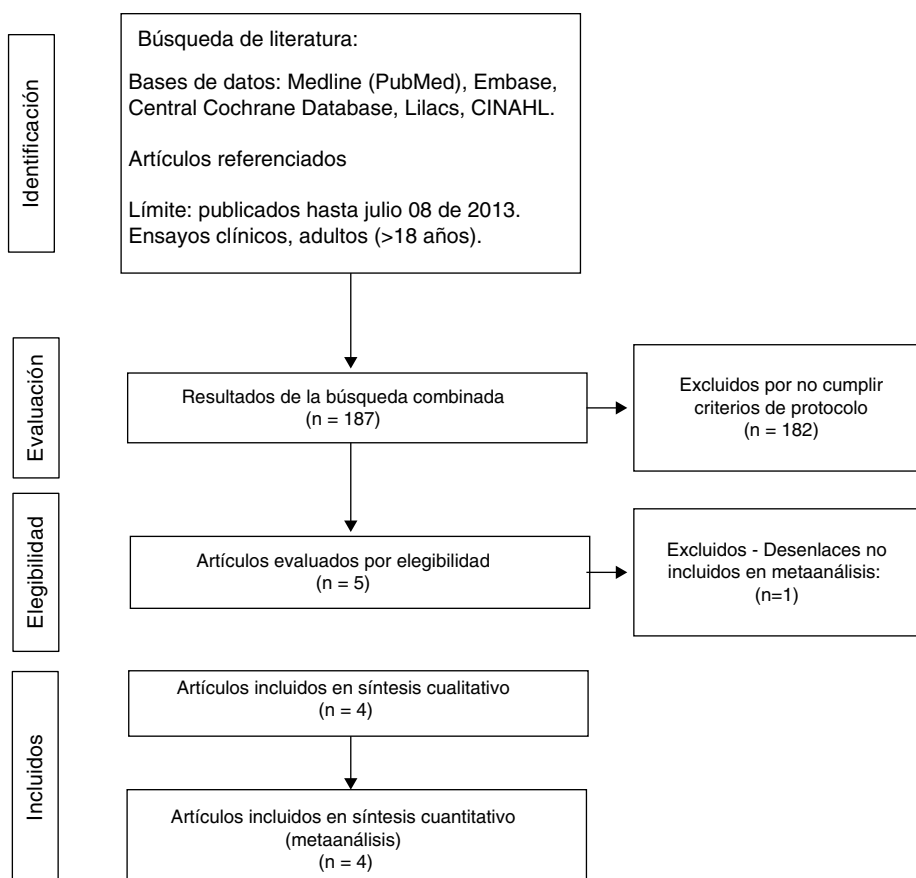 Identificación
Búsqueda de literatura:
Bases de datos: Medline (PubMed), Embase,
Central Cochrane Database, Lilacs, CINAHL.
Artículos referenciados
Límite: publicados hasta julio 08 de 2013.
Ensayos clínicos, adultos (>18 años).
Evaluación
Resultados de la búsqueda combinada
(n = 187)
Excluidos por no cumplir
criterios de protocolo
(n = 182)
Elegibilidad
Artículos evaluados por elegibilidad
(n = 5)
Excluidos - Desenlaces no
incluidos en metaanálisis:
(n=1)
Incluidos
Artículos incluidos en síntesis cualitativo
(n = 4)
Artículos incluidos en síntesis cuantitativo
(metaanálisis)
(n = 4)